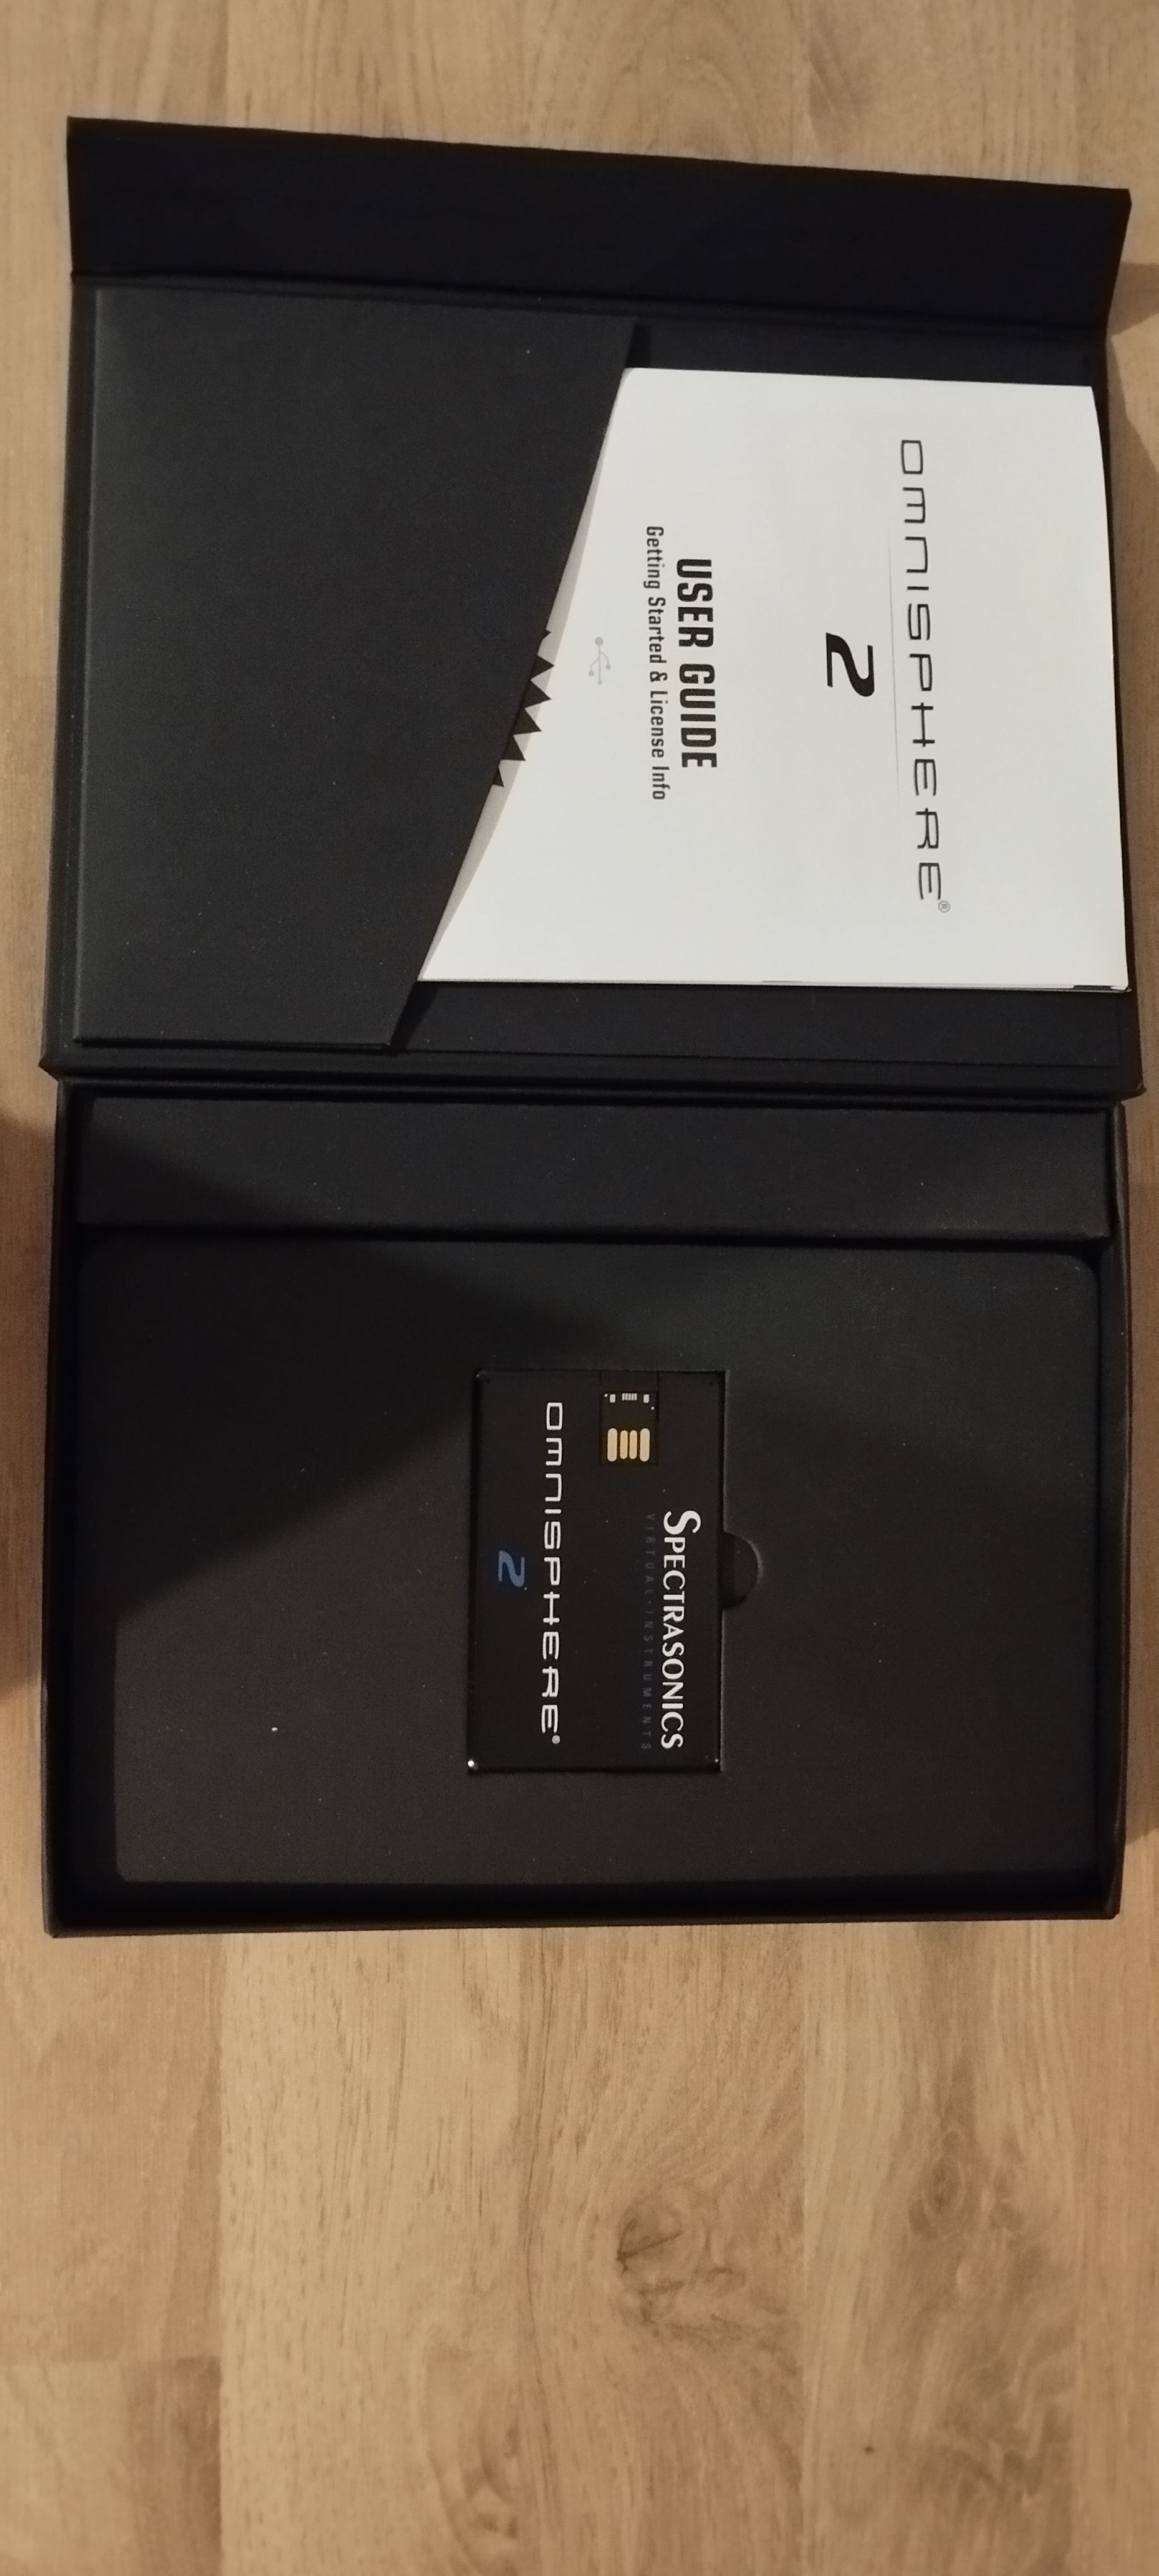 OMNISPHERE®
2
USER GUIDE
Getting Started & License Info
SPECTRASONICS
VIRTUAL•INSTRUMENTS
OMNISPHERE®
2